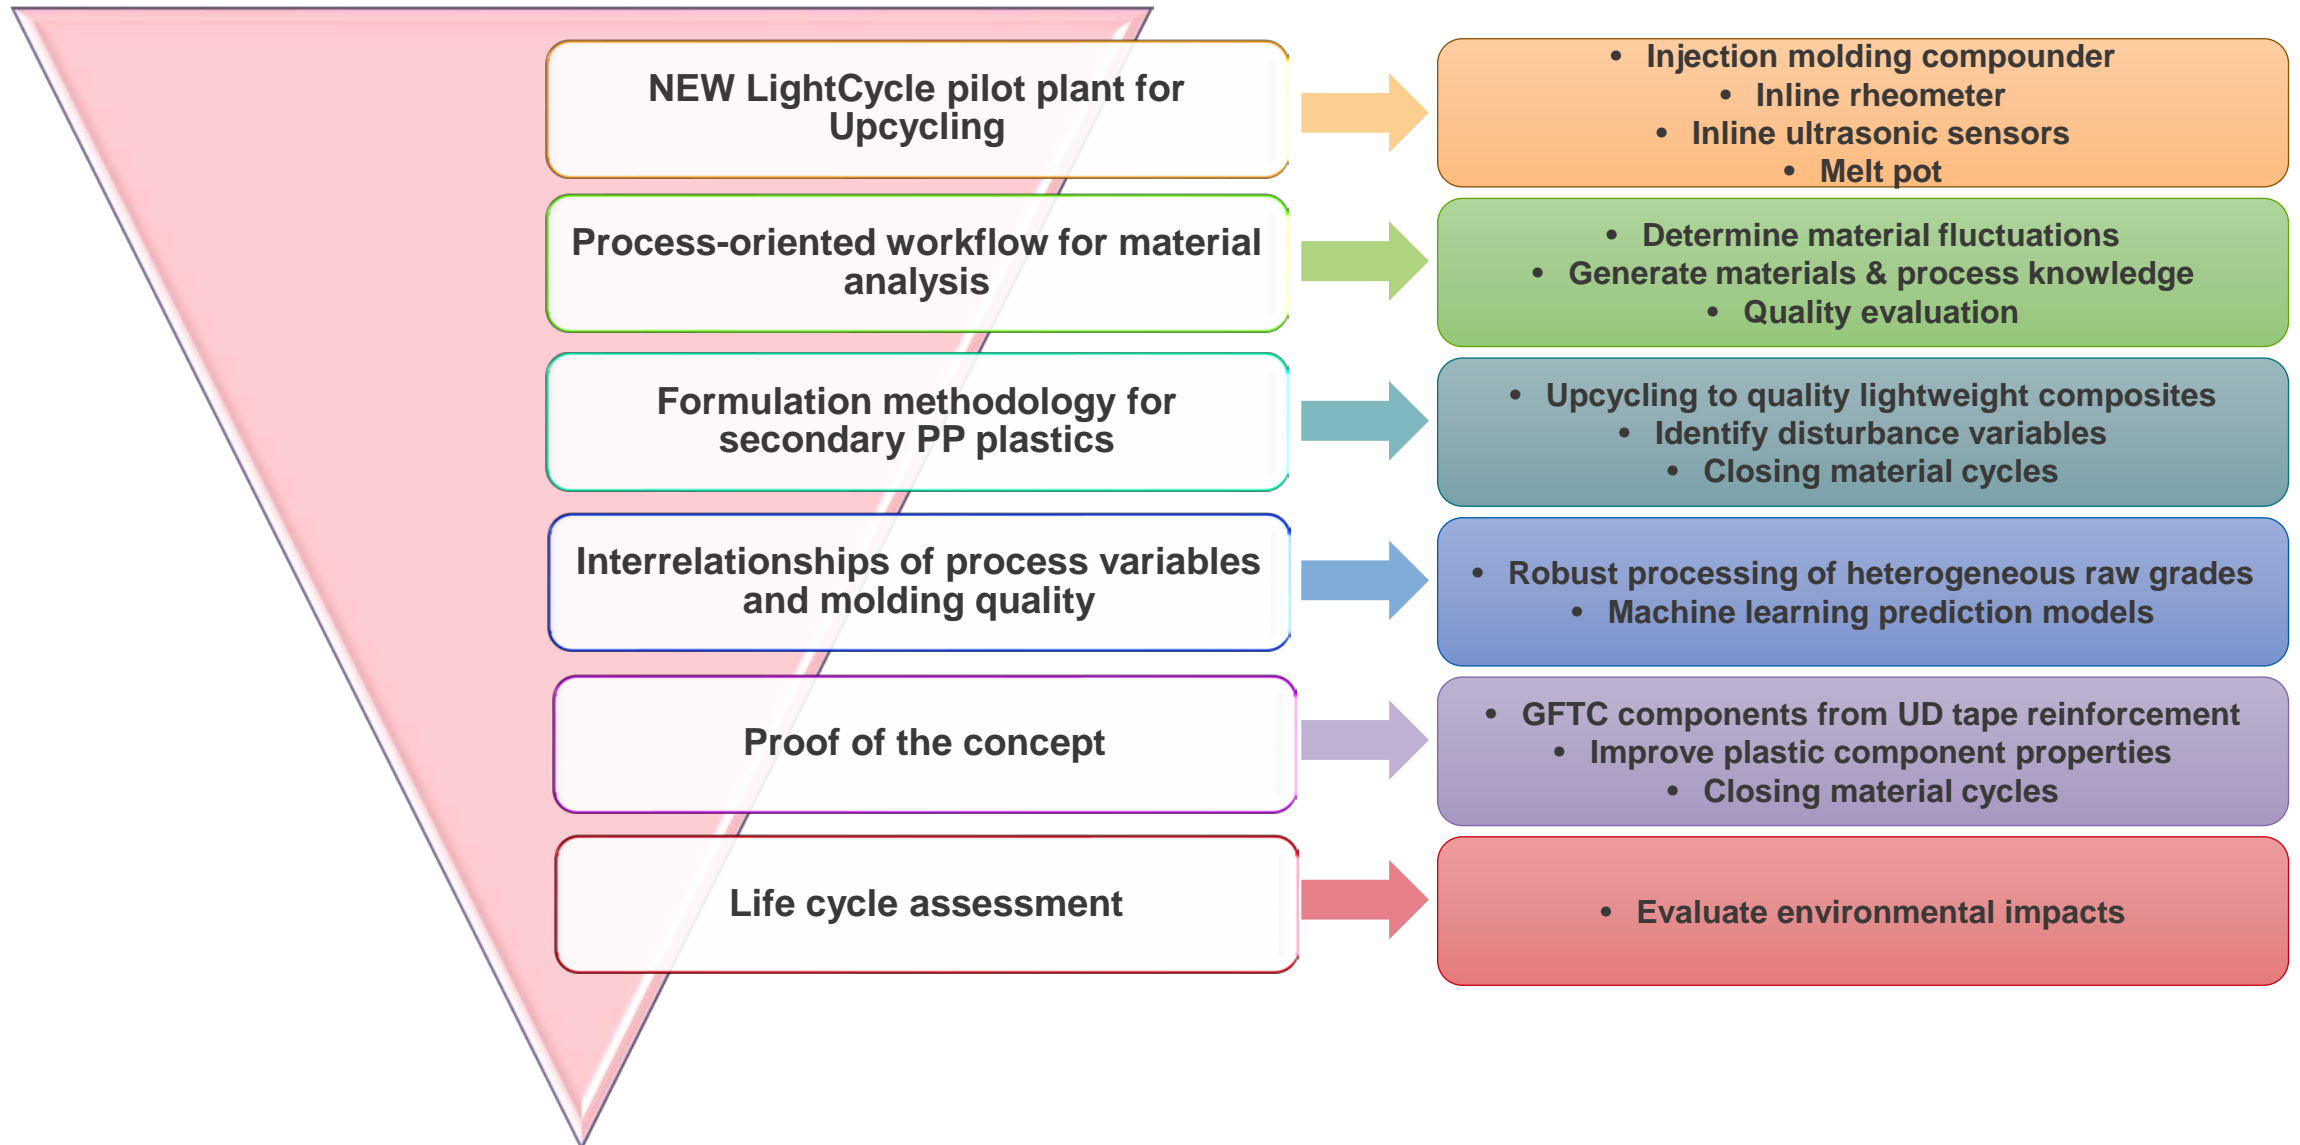 NEW LightCycle pilot plant for
Upcycling
• Injection molding compounder
• Inline rheometer
• Inline ultrasonic sensors
• Melt pot
Process-oriented workflow for material
analysis
• Determine material fluctuations
• Generate materials & process knowledge
• Quality evaluation
Formulation methodology for
secondary PP plastics
• Upcycling to quality lightweight composites
• Identify disturbance variables
• Closing material cycles
Interrelationships of process variables
and molding quality
• Robust processing of heterogeneous raw grades
• Machine learning prediction models
Proof of the concept
• GFTC components from UD tape reinforcement
• Improve plastic component properties
• Closing material cycles
Life cycle assessment
• Evaluate environmental impacts